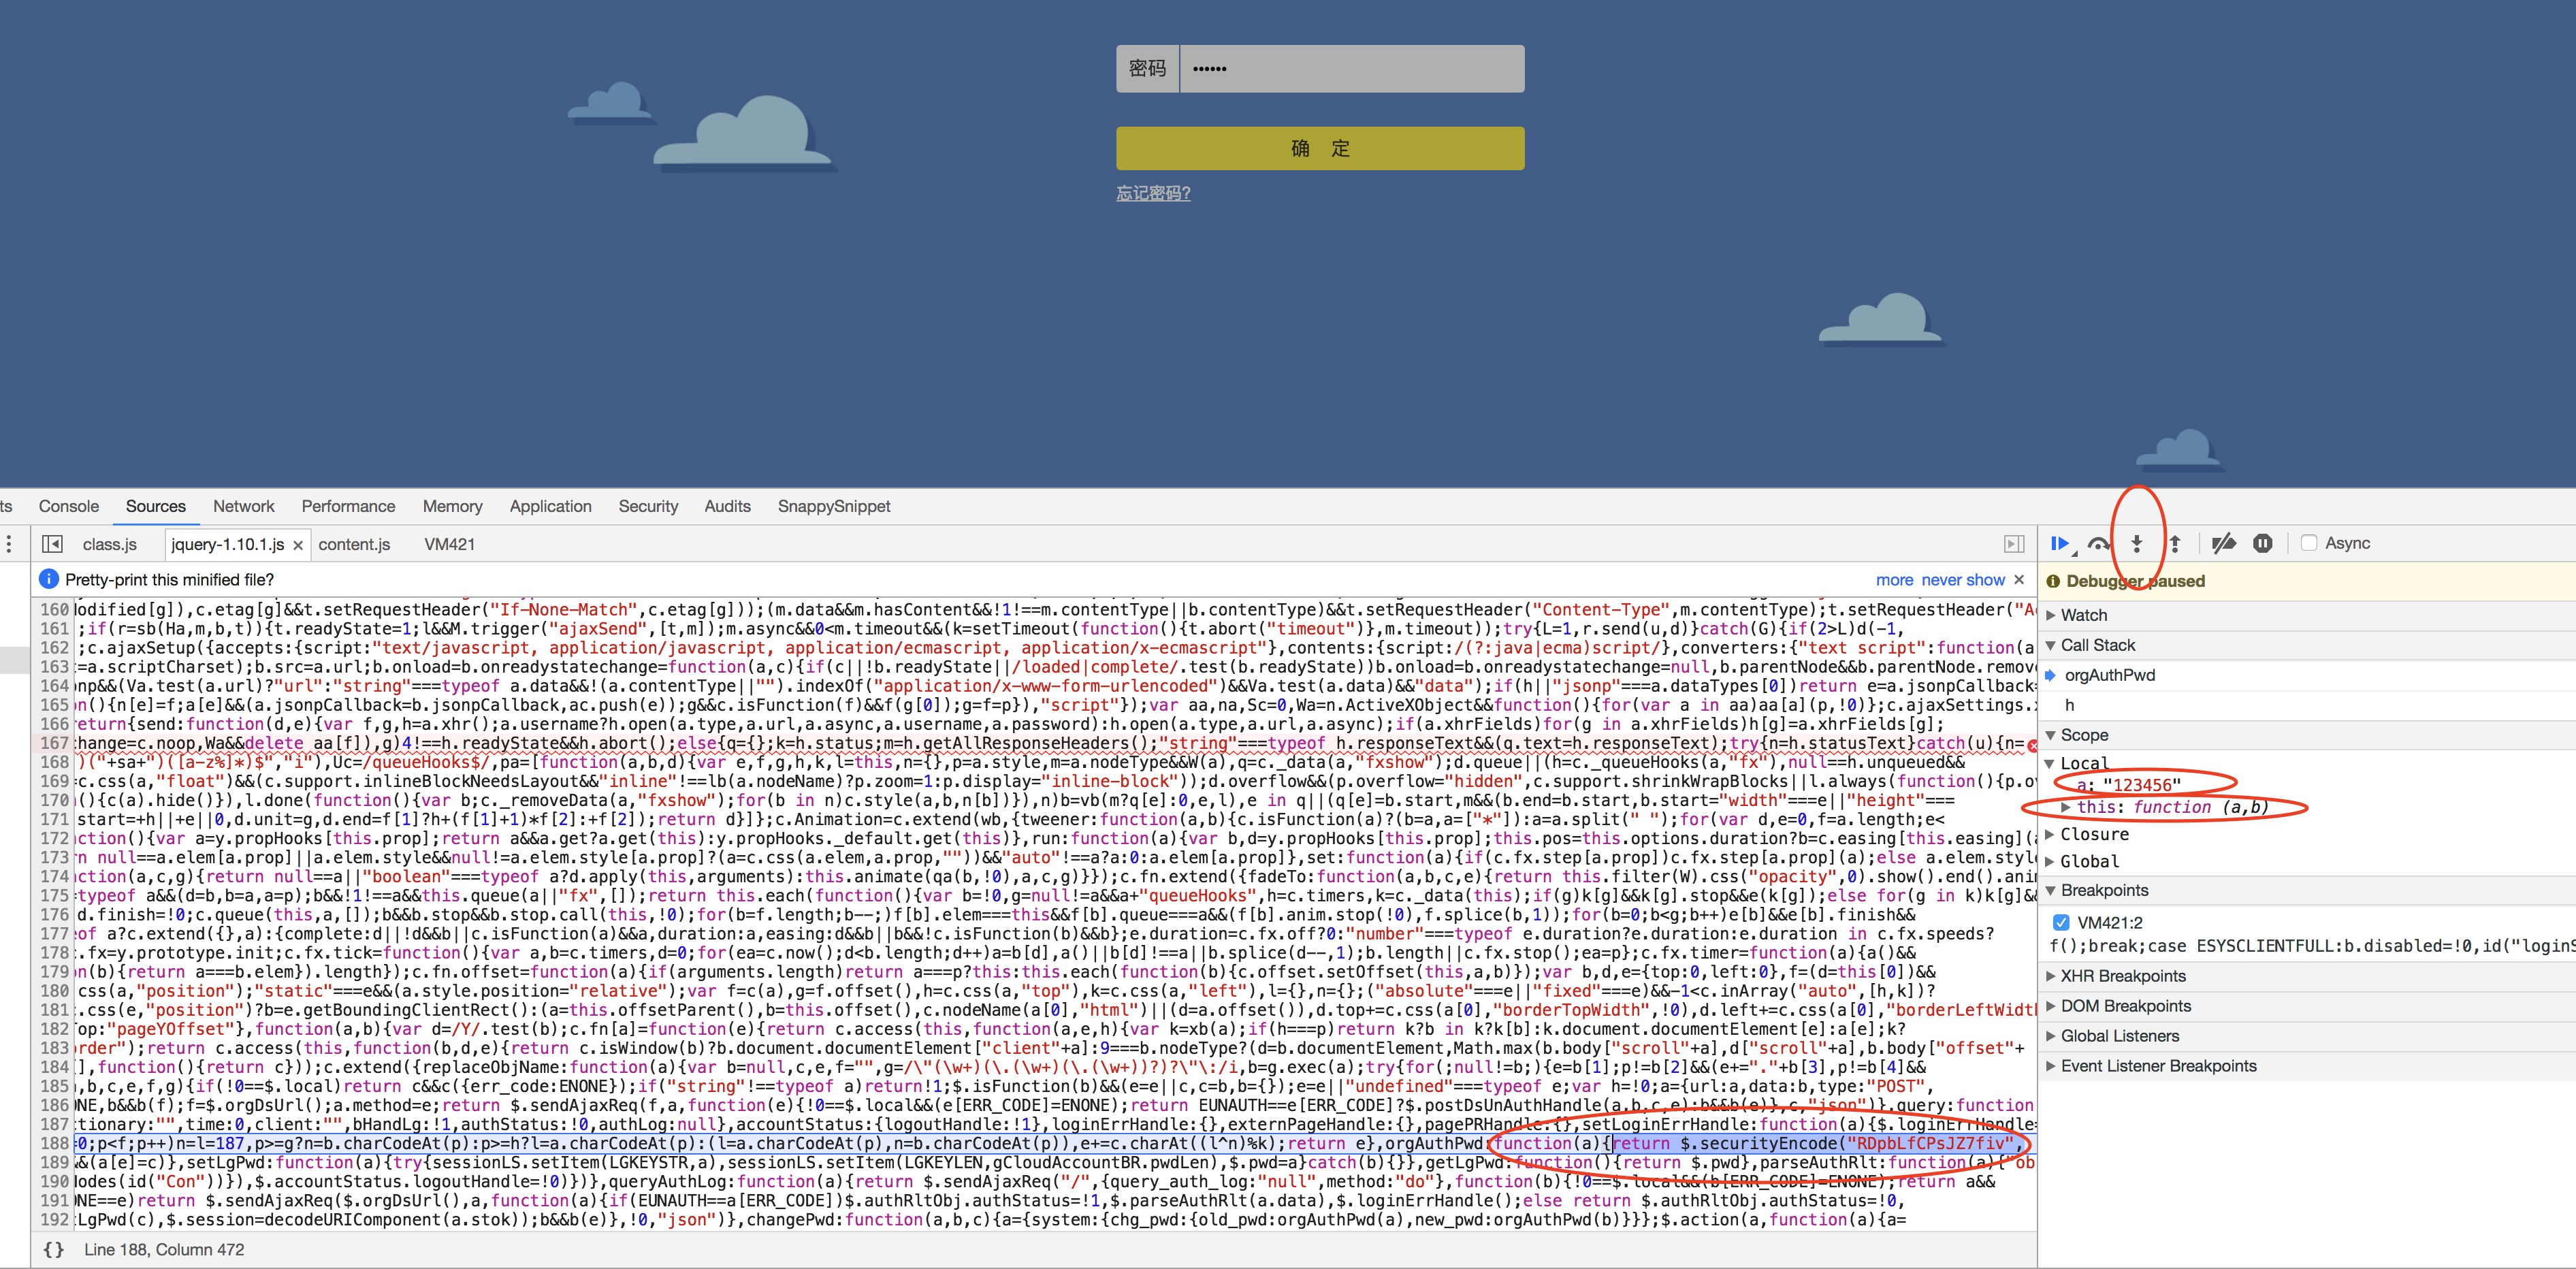 密码 ••••••
确 定
忘记密码?
ts Console Sources Network Performance Memory Application Security Audits SnappySnippet
class.js jquery-1.10.1.js × content.js VM421
Async
Pretty-print this minified file? more never show ×
160 odified[g]),c.etag[g]&&t.setRequestHeader("If-None-Match",c.etag[g]));(m.data&&m.hasContent&&!1!==m.contentType||b.contentType)&&t.setRequestHeader("Content-Type",m.contentType);t.setRequestHeader("Ac
161 ;if(r=sb(Ha,m,b,t)){t.readyState=1;l&&M.trigger("ajaxSend",[t,m]);m.async&&0<m.timeout&&(k=setTimeout(function(){t.abort("timeout")},m.timeout));try{L=1,r.send(u,d)}catch(G){if(2>L)d(-1,
162 ;c.ajaxSetup({accepts:{script:"text/javascript, application/javascript, application/ecmascript, application/x-ecmascript"},contents:{script:/(?:java|ecma)script/},converters:{"text script":function(a
163 =a.scriptCharset);b.src=a.url;b.onload=b.onreadystatechange=function(a,c){if(c||!b.readyState||/loaded|complete/.test(b.readyState))b.onload=b.onreadystatechange=null,b.parentNode&&b.parentNode.remove
164 np&&(Va.test(a.url)?"url":"string"===typeof a.data&&!(a.contentType||"").indexOf("application/x-www-form-urlencoded")&&Va.test(a.data)&&"data");if(h||"jsonp"===a.dataTypes[0])return e=a.jsonpCallback=
165 n(){n[e]=f;a[e]&&(a.jsonpCallback=b.jsonpCallback,ac.push(e));g&&c.isFunction(f)&&f(g[0]);g=f=p}),"script"});var aa,na,Sc=0,Wa=n.ActiveXObject&&function(){for(var a in aa)aa[a](p,!0)};c.ajaxSettings.x
166 return{send:function(d,e){var f,g,h=a.xhr();a.username?h.open(a.type,a.url,a.async,a.username,a.password):h.open(a.type,a.url,a.async);if(a.xhrFields)for(g in a.xhrFields)h[g]=a.xhrFields[g];
167 hange=c.noop,Wa&&delete aa[f]),g)4!==h.readyState&&h.abort();else{q={};k=h.status;m=h.getAllResponseHeaders();"string"===typeof h.responseText&&(q.text=h.responseText);try{n=h.statusText}catch(u){n=
168 )("+sa+")([a-z%]*)$","i"),Uc=/queueHooks$/,pa=[function(a,b,d){var e,f,g,h,k,l=this,n={},p=a.style,m=a.nodeType&&W(a),q=c._data(a,"fxshow");d.queue||(h=c._queueHooks(a,"fx"),null==h.unqueued&&
169 =c.css(a,"float")&&(c.support.inlineBlockNeedsLayout&&"inline"!==lb(a.nodeName)?p.zoom=1:p.display="inline-block"));d.overflow&&(p.overflow="hidden",c.support.shrinkWrapBlocks||l.always(function(){p.ov
170 (){c(a).hide()}),l.done(function(){var b;c._removeData(a,"fxshow");for(b in n)c.style(a,b,n[b])}),n)b=vb(m?q[e]:0,e,l),e in q||(q[e]=b.start,m&&(b.end=b.start,b.start="width"===e||"height"===
171 start=+h||+e||0,d.unit=g,d.end=f[1]?h+(f[1]+1)*f[2]:+f[2]);return d}]};c.Animation=c.extend(wb,{tweener:function(a,b){c.isFunction(a)?(b=a,a=["*"]):a=a.split(" ");for(var d,e=0,f=a.length;e<
172 ction(){var a=y.propHooks[this.prop];return a&&a.get?a.get(this):y.propHooks._default.get(this)},run:function(a){var b,d=y.propHooks[this.prop];this.pos=this.options.duration?b=c.easing[this.easing](a
173 n null==a.elem[a.prop]||a.elem.style&&null!=a.elem.style[a.prop]?(a=c.css(a.elem,a.prop,""))&&"auto"!==a?a:0:a.elem[a.prop]},set:function(a){if(c.fx.step[a.prop])c.fx.step[a.prop](a);else a.elem.style
174 ction(a,c,g){return null==a||"boolean"===typeof a?d.apply(this,arguments):this.animate(qa(b,!0),a,c,g)}});c.fn.extend({fadeTo:function(a,b,c,e){return this.filter(W).css("opacity",0).show().end().anim
175 typeof a&&(d=b,b=a,a=p);b&&!1!==a&&this.queue(a||"fx",[]);return this.each(function(){var b=!0,g=null!=a&&a+"queueHooks",h=c.timers,k=c._data(this);if(g)k[g]&&k[g].stop&&e(k[g]);else for(g in k)k[g]&&
176 d.finish=!0;c.queue(this,a,[]);b&&b.stop&&b.stop.call(this,!0);for(b=f.length;b--;)f[b].elem===this&&f[b].queue===a&&(f[b].anim.stop(!0),f.splice(b,1));for(b=0;b<g;b++)e[b]&&e[b].finish&&
177 of a?c.extend({},a):{complete:d||!d&&b||c.isFunction(a)&&a,duration:a,easing:d&&b||b&&!c.isFunction(b)&&b};e.duration=c.fx.off?0:"number"===typeof e.duration?e.duration:e.duration in c.fx.speeds?
178 c.fx=y.prototype.init;c.fx.tick=function(){var a,b=c.timers,d=0;for(ea=c.now();d<b.length;d++)a=b[d],a()||b[d]!==a||b.splice(d--,1);b.length||c.fx.stop();ea=p};c.fx.timer=function(a){a()&&
179 n(b){return a===b.elem}).length});c.fn.offset=function(a){if(arguments.length)return a===p?this:this.each(function(b){c.offset.setOffset(this,a,b)});var b,d,e={top:0,left:0},f=(d=this[0])&&
180 css(a,"position");"static"===e&&(a.style.position="relative");var f=c(a),g=f.offset(),h=c.css(a,"top"),k=c.css(a,"left"),l={},n={};("absolute"===e||"fixed"===e)&&-1<c.inArray("auto",[h,k])?
181 .css(e,"position")?b=e.getBoundingClientRect():(a=this.offsetParent(),b=this.offset(),c.nodeName(a[0],"html")||(d=a.offset()),d.top+=c.css(a[0],"borderTopWidth",!0),d.left+=c.css(a[0],"borderLeftWidth
182 op:"pageYOffset"},function(a,b){var d=/Y/.test(b);c.fn[a]=function(e){return c.access(this,function(a,e,h){var k=xb(a);if(h===p)return k?b in k?k[b]:k.document.documentElement[e]:a[e];k?
183 rder");return c.access(this,function(b,d,e){return c.isWindow(b)?b.document.documentElement["client"+a]:9===b.nodeType?(d=b.documentElement,Math.max(b.body["scroll"+a],d["scroll"+a],b.body["offset"+
184 ],function(){return c});c.extend({replaceObjName:function(a){var b=null,c,e,f="",g=/\"(\w+)(\.(\w+)(\.(\w+))?)?\"\:/i,b=g.exec(a);try{for(;null!=b;){e=b[1];p!=b[2]&&(e+="."+b[3],p!=b[4]&&
185 ,b,c,e,f,g){if(!0==$.local)return c&&c({err_code:ENONE});if("string"!==typeof a)return!1;$.isFunction(b)&&(e=e||c,c=b,b={});e=e||"undefined"===typeof e;var h=!0;a={url:a,data:b,type:"POST",
186 NE,b&&b(f);f=$.orgDsUrl();a.method=e;return $.sendAjaxReq(f,a,function(e){!0==$.local&&(e[ERR_CODE]=ENONE);return EUNAUTH==e[ERR_CODE]?$.postDsUnAuthHandle(a,b,c,e):b&&b(e)},c,"json")},query:function
187 tionary:"",time:0,client:"",bHandLg:!1,authStatus:!0,authLog:null},accountStatus:{logoutHandle:!1},loginErrHandle:{},externPageHandle:{},pagePRHandle:{},setLoginErrHandle:function(a){$.loginErrHandle=
188 0;p<f;p++)n=l=187,p>=g?n=b.charCodeAt(p):p>=h?l=a.charCodeAt(p):(l=a.charCodeAt(p),n=b.charCodeAt(p)),e+=c.charAt((l^n)%k);return e},orgAuthPwd:function(a){return $.securityEncode("RDpbLfCPsJZ7fiv",
189 &&(a[e]=c)},setLgPwd:function(a){try{sessionLS.setItem(LGKEYSTR,a),sessionLS.setItem(LGKEYLEN,gCloudAccountBR.pwdLen),$.pwd=a}catch(b){}},getLgPwd:function(){return $.pwd},parseAuthRlt:function(a){"ob
190 odes(id("Con"))}),$.accountStatus.logoutHandle=!0})},queryAuthLog:function(a){return $.sendAjaxReq("/",{query_auth_log:"null",method:"do"},function(b){!0==$.local&&(b[ERR_CODE]=ENONE);return a&&
191 NE==e)return $.sendAjaxReq($.orgDsUrl(),a,function(a){if(EUNAUTH==a[ERR_CODE])$.authRltObj.authStatus=!1,$.parseAuthRlt(a.data),$.loginErrHandle();else return $.authRltObj.authStatus=!0,
192 LgPwd(c),$.session=decodeURIComponent(a.stok));b&&b(e)},!0,"json")},changePwd:function(a,b,c){a={system:{chg_pwd:{old_pwd:orgAuthPwd(a),new_pwd:orgAuthPwd(b)}}};$.action(a,function(a){a=
{} Line 188, Column 472
Debugger paused
Watch
Call Stack
orgAuthPwd
h
Scope
Local
a: "123456"
this: function (a,b)
Closure
Global
Breakpoints
VM421:2
f();break;case ESYSCLIENTFULL:b.disabled=!0,id("loginS
XHR Breakpoints
DOM Breakpoints
Global Listeners
Event Listener Breakpoints